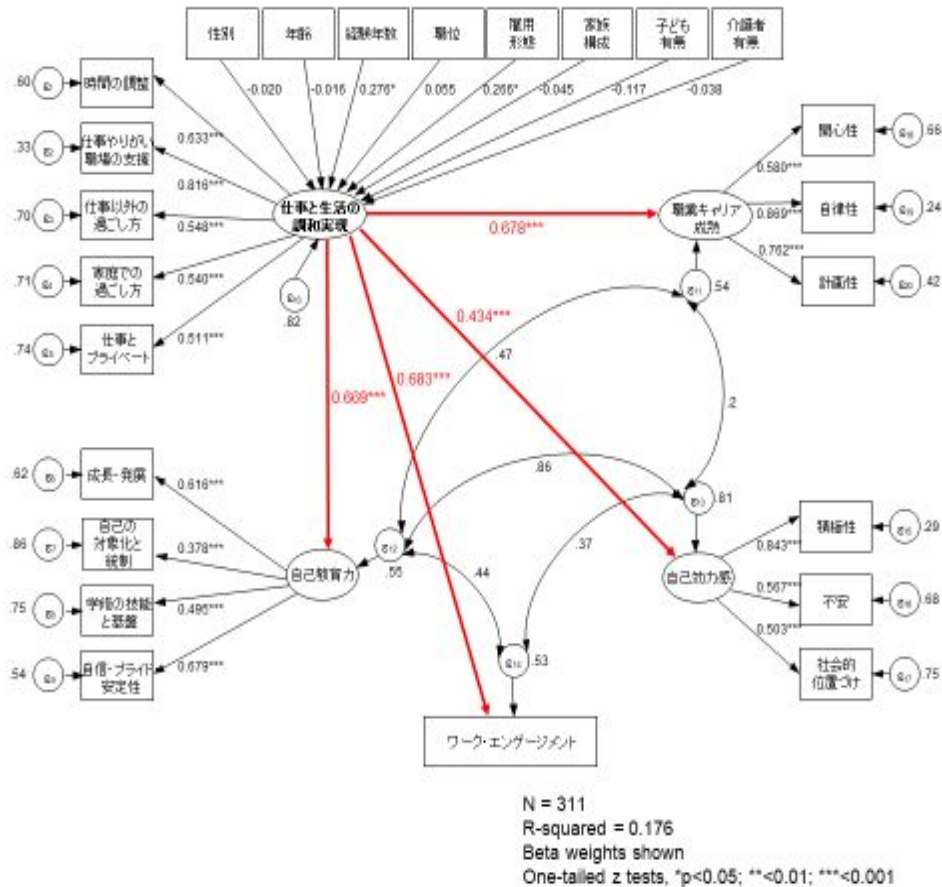 性別
年齢
経験年数
職位
雇用
形態
家族
構成
子ども
有無
介護者
有無
-0.020
-0.016
0.276*
0.055
0.266*
-0.045
-0.117
-0.038
.60
時間の調整
0.633***
.33
仕事やりがい
職場の支援
0.816***
.70
仕事以外の
過ごし方
0.548***
.71
家庭での
過ごし方
0.540***
.74
仕事と
プライベート
0.511***
仕事と生活の
調和実現
.82
0.678***
職業キャリア
成熟
0.580***
関心性
.66
0.869***
自律性
.24
0.762***
計画性
.42
.54
.47
0.434***
0.683***
0.669***
.2
.86
.81
.62
成長・発展
0.616***
.86
自己の
対象化と
統制
0.378***
.75
学術の技能
と基盤
0.495***
.54
自信・プライド
安定性
0.679***
自己教育力
.55
.44
.37
.53
自己効力感
0.843***
積極性
.29
0.567***
不安
.68
0.503***
社会的
位置づけ
.75
ワーク・エンゲージメント
N = 311
R-squared = 0.176
Beta weights shown
One-tailed z tests, *p<0.05; **<0.01; ***<0.001